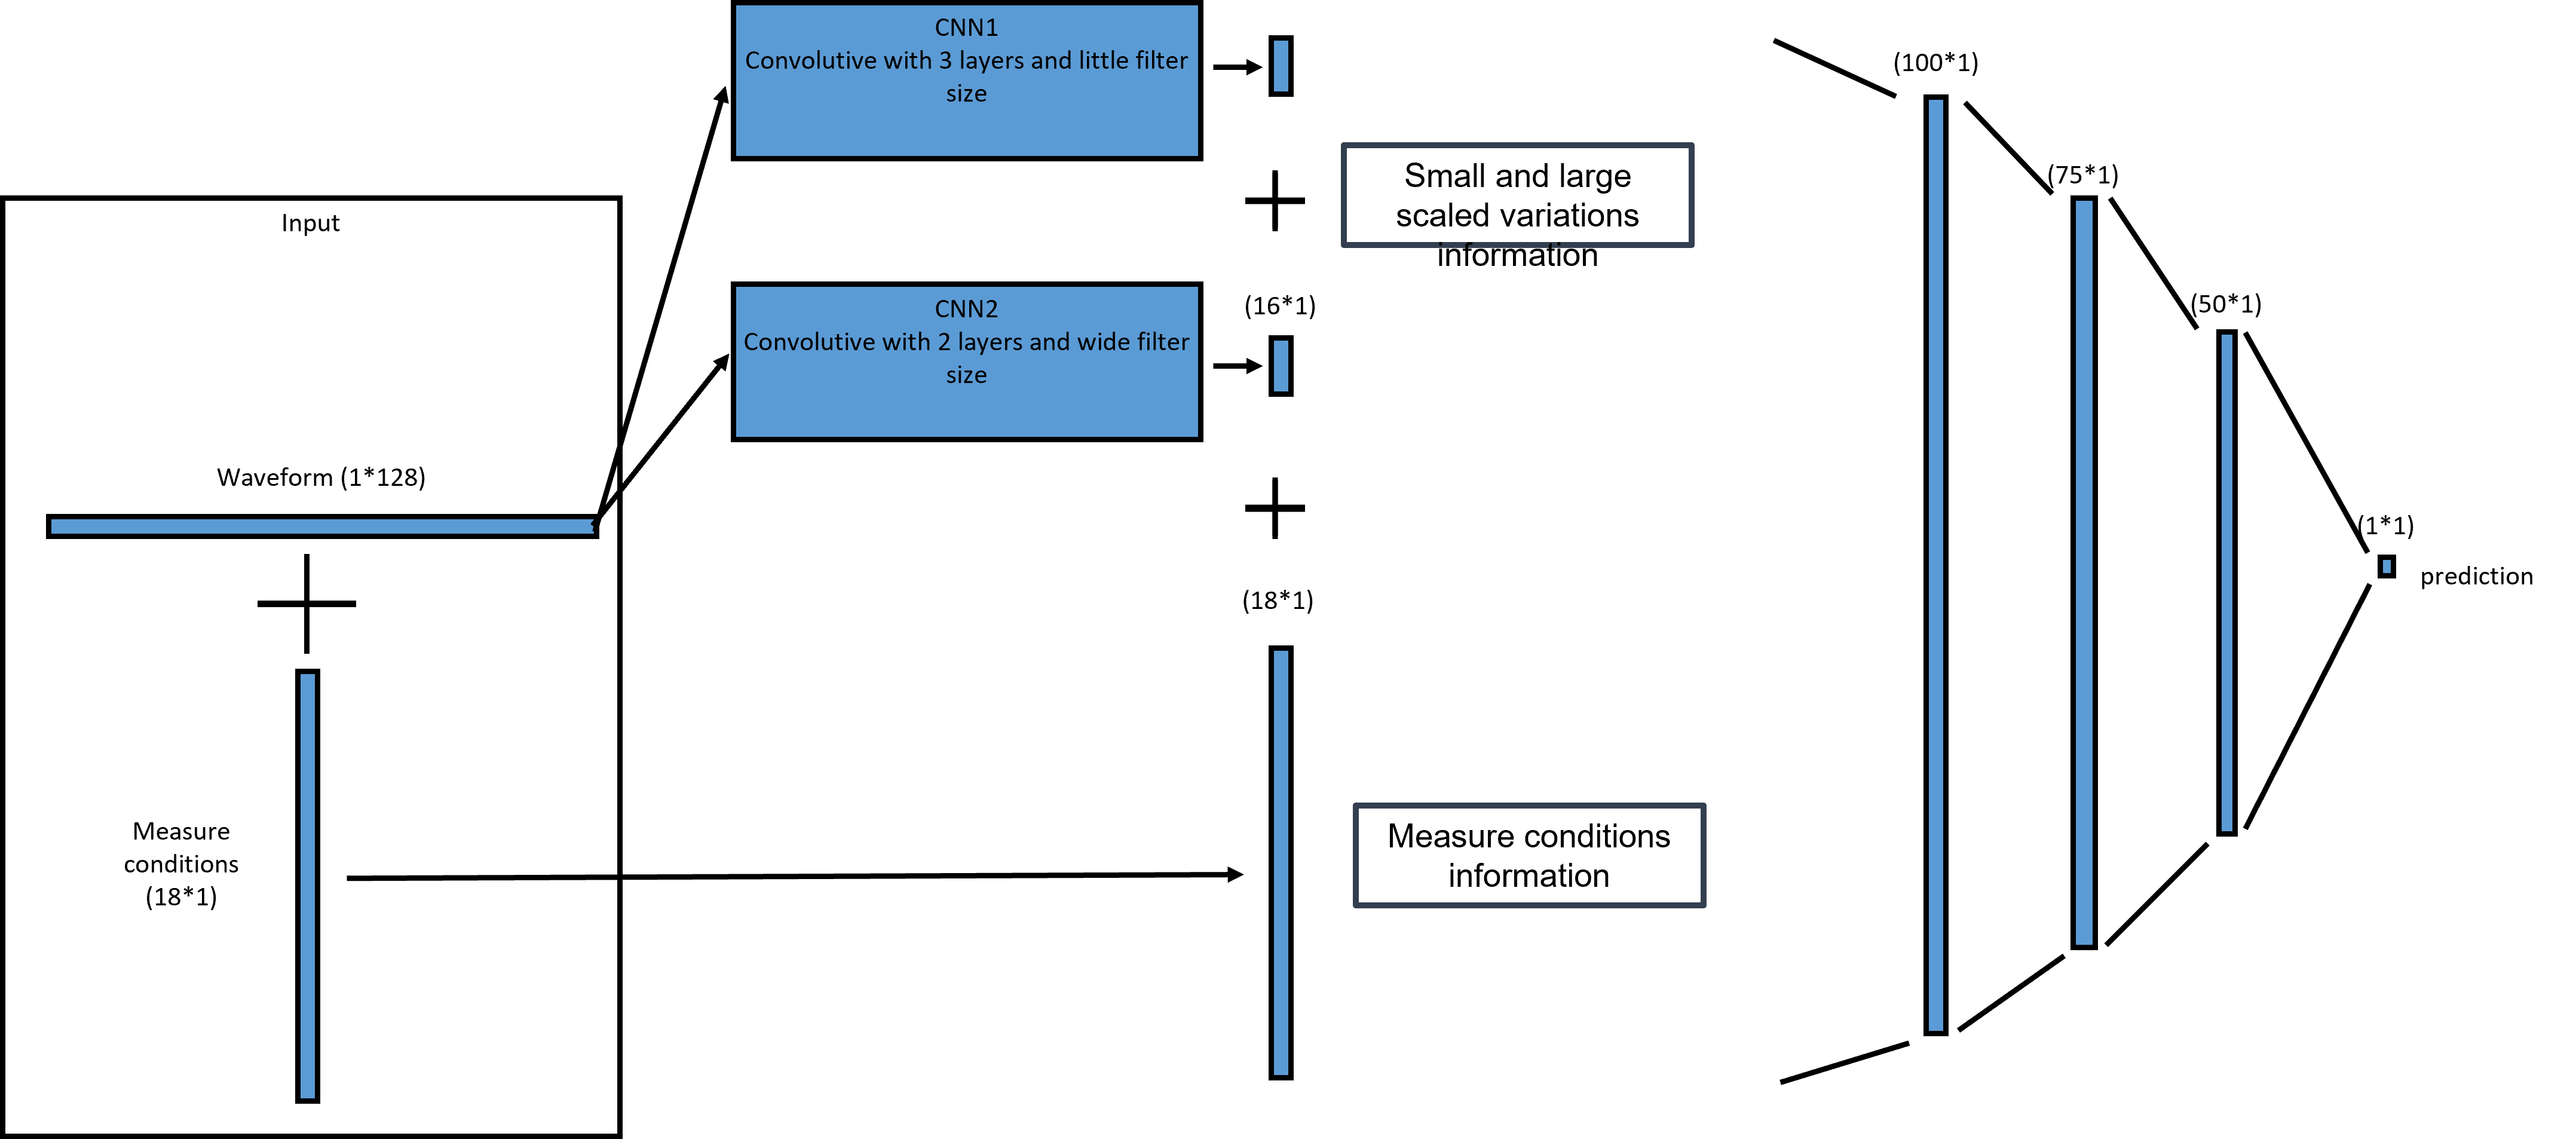 Input
Waveform (1*128)
Measure
conditions
(18*1)
CNN1
Convolutive with 3 layers and little filter
size
CNN2
Convolutive with 2 layers and wide filter
size
Small and large
scaled variations
information
(16*1)
(18*1)
Measure conditions
information
(100*1)
(75*1)
(50*1)
(1*1)
prediction